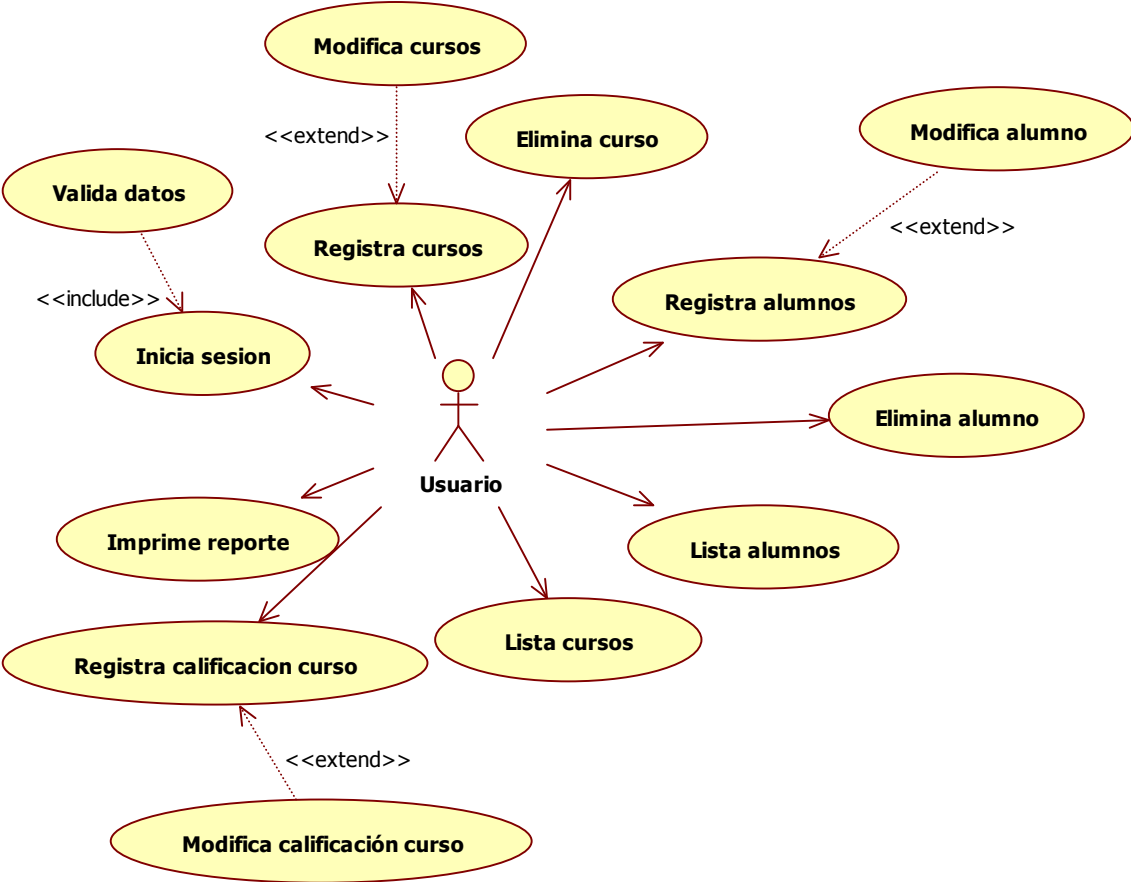 Modifica cursos
<<extend>>
Elimina curso
Modifica alumno
Valida datos
<<extend>>
Registra cursos
<<include>>
Registra alumnos
Inicia sesion
Elimina alumno
Usuario
Imprime reporte
Lista alumnos
Lista cursos
Registra calificacion curso
<<extend>>
Modifica calificación curso